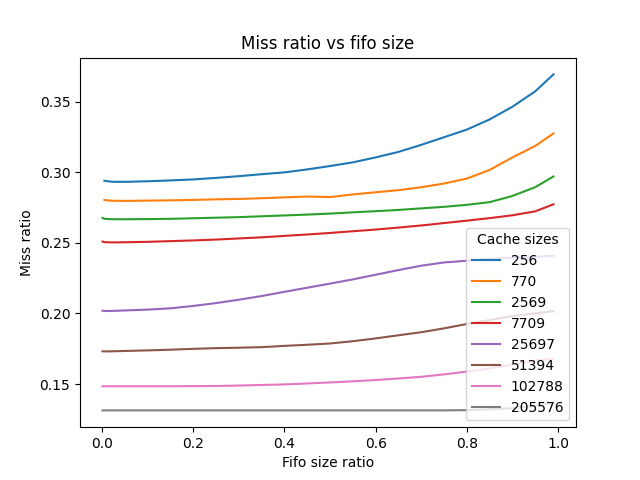 Miss ratio vs fifo size
Miss ratio
0.35
0.30
0.25
0.20
0.15
Cache sizes
256
770
2569
7709
25697
51394
102788
205576
0.0 0.2 0.4 0.6 0.8 1.0
Fifo size ratio